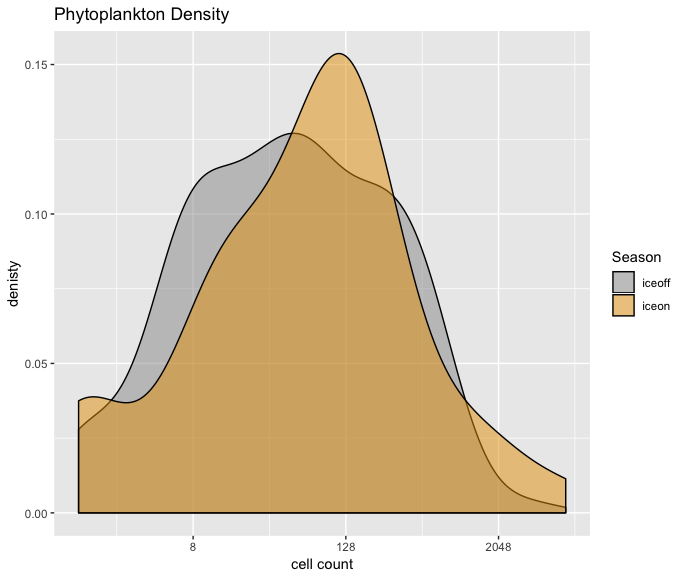 Phytoplankton Density
0.15
0.10
0.05
0.00
denisty
8
128
2048
cell count
Season
iceoff
iceon